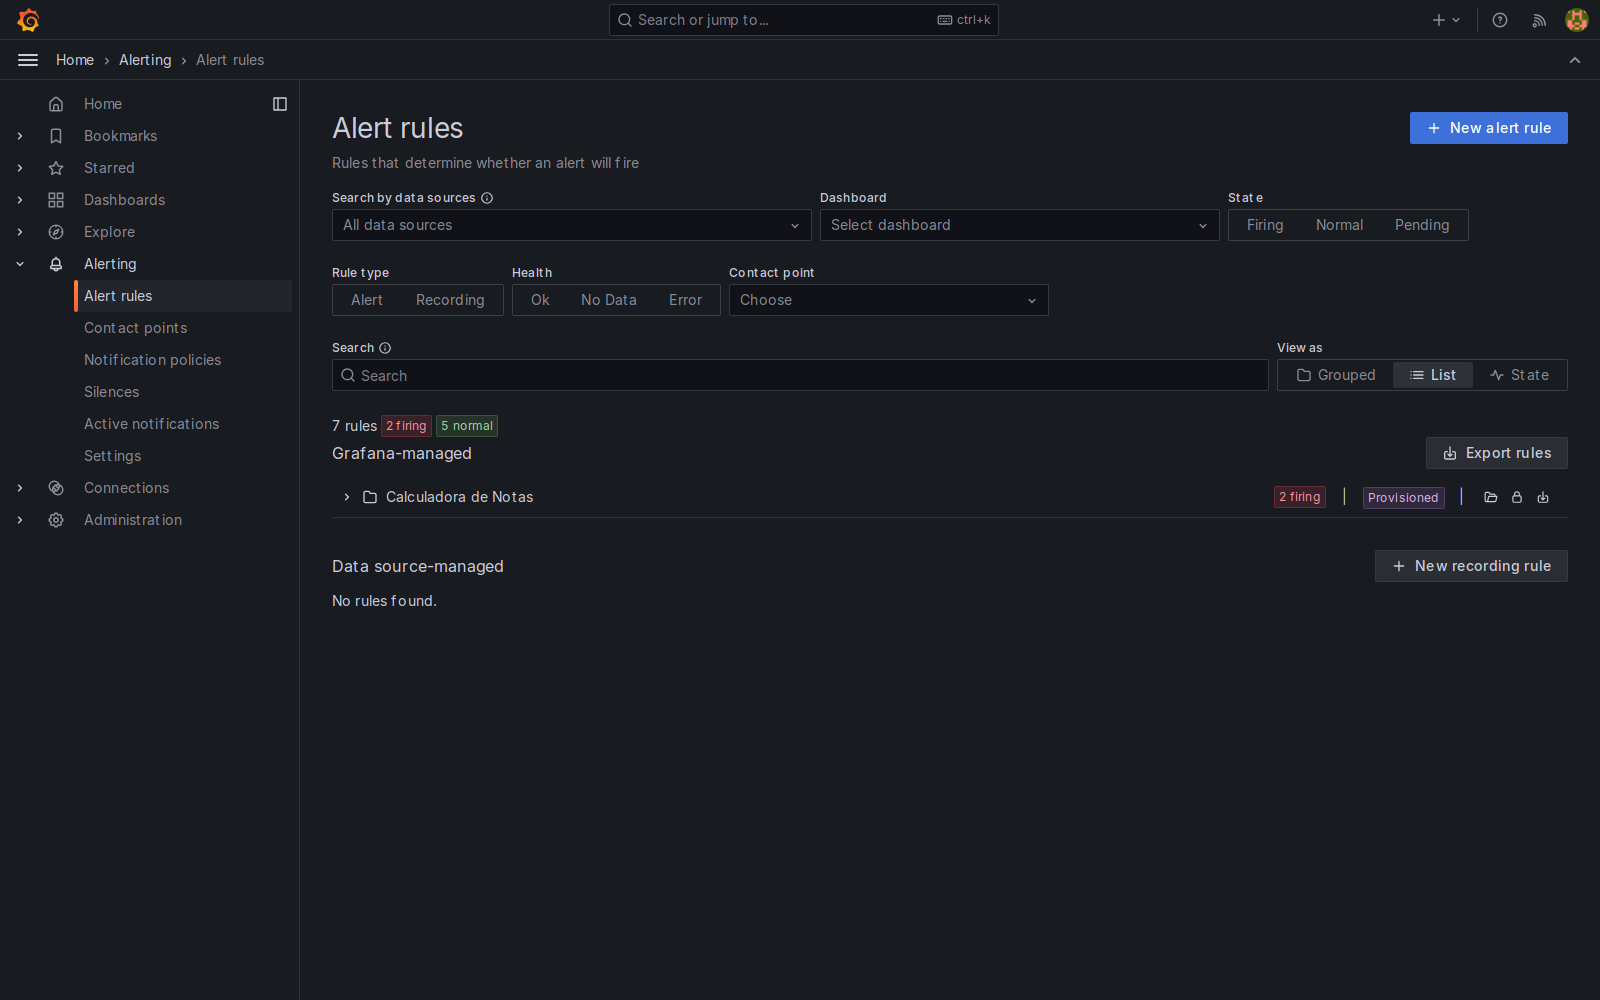 Search or jump to...
ctrl+k
Home
Alerting
Alert rules
Home
Bookmarks
Starred
Dashboards
Explore
Alerting
Alert rules
Contact points
Notification policies
Silences
Active notifications
Settings
Connections
Administration
Alert rules
New alert rule
Rules that determine whether an alert will fire
Search by data sources
Dashboard
State
All data sources
Select dashboard
Firing
Normal
Pending
Rule type
Health
Contact point
Alert
Recording
Ok
No Data
Error
Choose
Search
View as
Search
Grouped
List
State
7 rules
2 firing
5 normal
Grafana-managed
Export rules
Calculadora de Notas
2 firing
Provisioned
Data source-managed
New recording rule
No rules found.